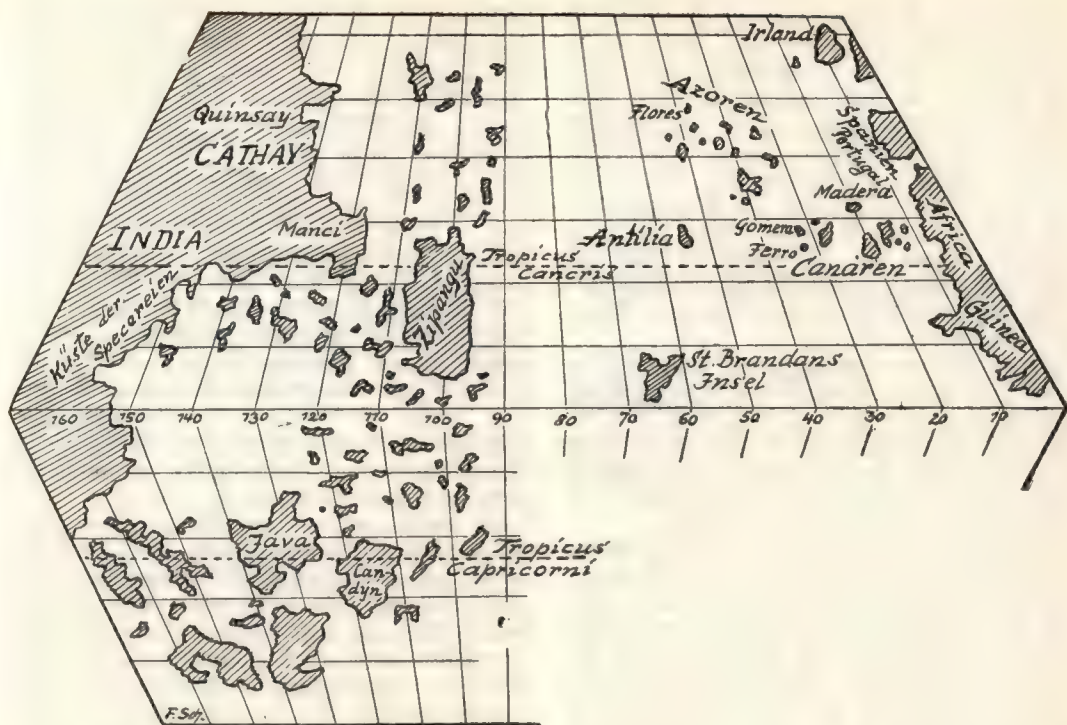 Irland
Azoren
Flores
Quinsay
CATHAY
Spanien
Portugal
Madera
Africa
Manci
INDIA
Antilia
Gomera
Ferro
Canaren
Tropicus
Cancris
Zipangu
Küste der
Specereien
Guinea
St. Brandans
Insel
160 150 140 130 120 110 100 90 80 70 60 50 40 30 20 10
Java
Can-
dyn
Tropicus
Capricorni
F. Sch.